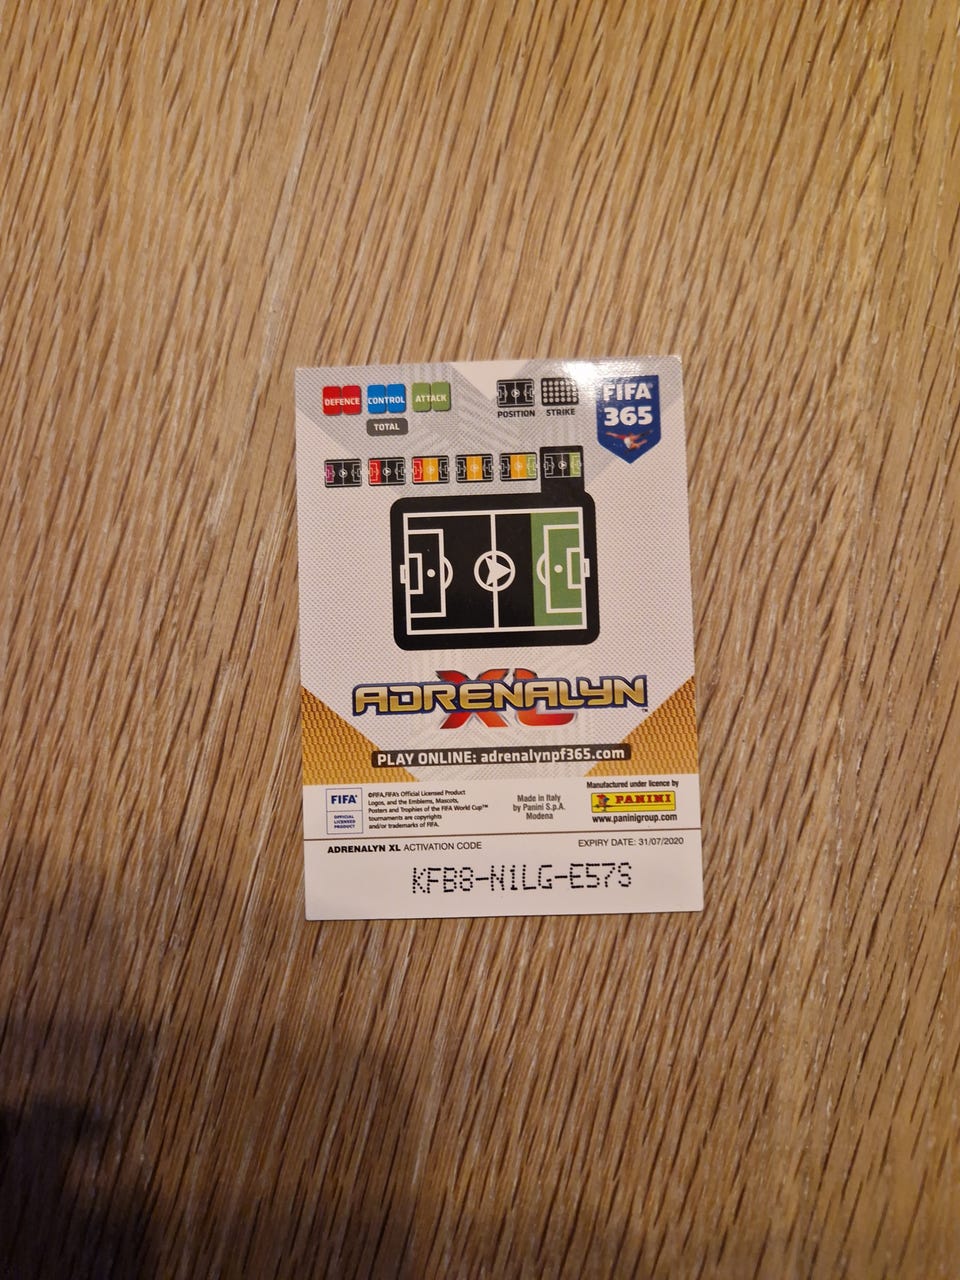 DEFENCE CONTROL ATTACK
TOTAL
POSITION STRIKE
FIFA
365
ADRENALYN XL™
PLAY ONLINE: adrenalynpf365.com
FIFA®
OFFICIAL
LICENSED
PRODUCT
©FIFA,FIFA's Official Licensed Product
Logos, and the Emblems, Mascots,
Posters and Trophies of the FIFA World Cup™
tournaments are copyrights
and/or trademarks of FIFA.
Made in Italy
by Panini S.p.A.
Modena
Manufactured under licence by
PANINI
www.paninigroup.com
ADRENALYN XL ACTIVATION CODE
EXPIRY DATE: 31/07/2020
KFB8-N1LG-E57S